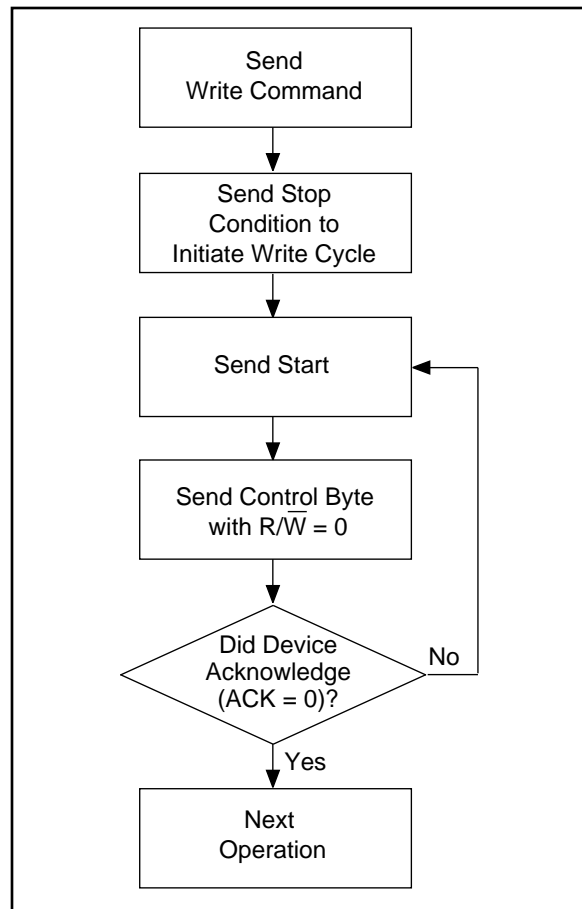 Send
Write Command
Send Stop
Condition to
Initiate Write Cycle
Send Start
Send Control Byte
with R/W̅ = 0
Did Device
Acknowledge
(ACK = 0)?
No
Yes
Next
Operation